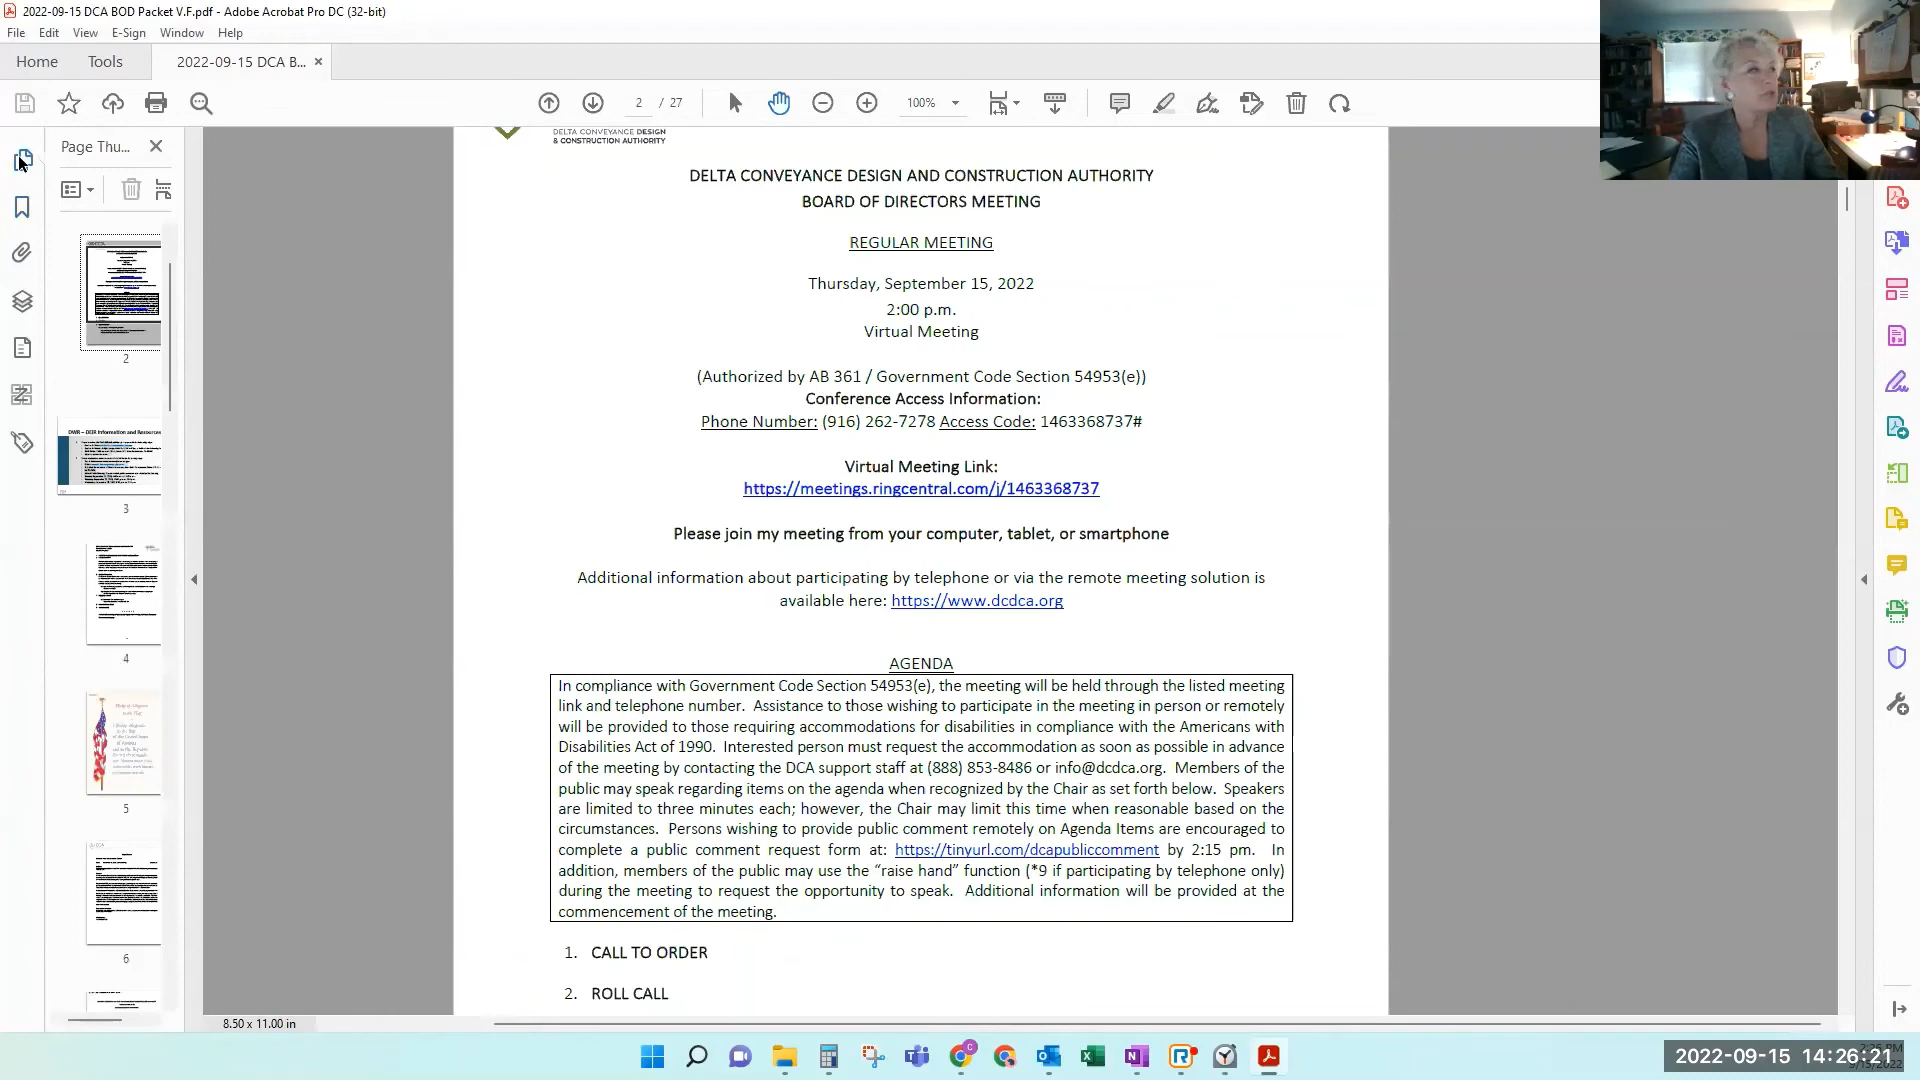 2022-09-15 DCA BOD Packet V.F.pdf - Adobe Acrobat Pro DC (32-bit)
File Edit View E-Sign Window Help
Home Tools 2022-09-15 DCA B... ×
2 / 27 100%
Page Thu...
DELTA CONVEYANCE DESIGN
& CONSTRUCTION AUTHORITY
DELTA CONVEYANCE DESIGN AND CONSTRUCTION AUTHORITY
BOARD OF DIRECTORS MEETING
REGULAR MEETING
Thursday, September 15, 2022
2:00 p.m.
Virtual Meeting
(Authorized by AB 361 / Government Code Section 54953(e))
Conference Access Information:
Phone Number: (916) 262-7278 Access Code: 1463368737#
Virtual Meeting Link:
https://meetings.ringcentral.com/j/1463368737
Please join my meeting from your computer, tablet, or smartphone
Additional information about participating by telephone or via the remote meeting solution is
available here: https://www.dcdca.org
AGENDA
In compliance with Government Code Section 54953(e), the meeting will be held through the listed meeting
link and telephone number. Assistance to those wishing to participate in the meeting in person or remotely
will be provided to those requiring accommodations for disabilities in compliance with the Americans with
Disabilities Act of 1990. Interested person must request the accommodation as soon as possible in advance
of the meeting by contacting the DCA support staff at (888) 853-8486 or info@dcdca.org. Members of the
public may speak regarding items on the agenda when recognized by the Chair as set forth below. Speakers
are limited to three minutes each; however, the Chair may limit this time when reasonable based on the
circumstances. Persons wishing to provide public comment remotely on Agenda Items are encouraged to
complete a public comment request form at: https://tinyurl.com/dcapubliccomment by 2:15 pm. In
addition, members of the public may use the “raise hand” function (*9 if participating by telephone only)
during the meeting to request the opportunity to speak. Additional information will be provided at the
commencement of the meeting.
1. CALL TO ORDER
2. ROLL CALL
2
DWR – DEIR Information and Resources
3
4
5
6
8.50 x 11.00 in
2022-09-15 14:26:21